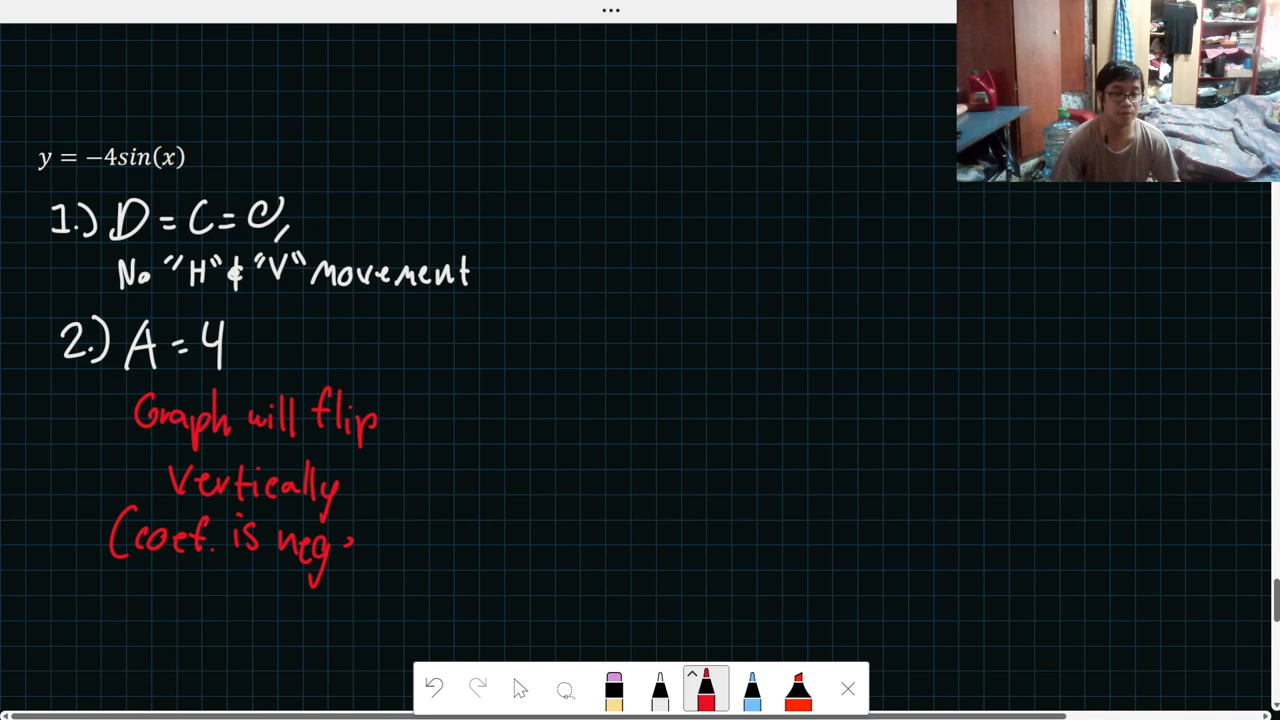 y = −4sin(x)
1.) D = C = 0,
No "H" & "V" movement
2.) A = 4
Graph will flip
Vertically
(coef. is neg